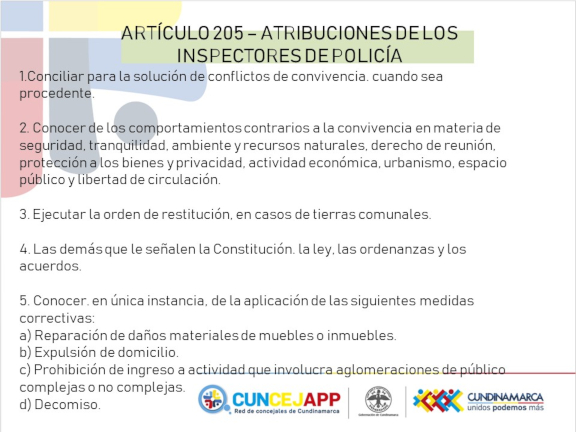 ARTÍCULO 205 – ATRIBUCIONES DE LOS
INSPECTORES DE POLICÍA
1.Conciliar para la solución de conflictos de convivencia. cuando sea
procedente.
2. Conocer de los comportamientos contrarios a la convivencia en materia de
seguridad, tranquilidad, ambiente y recursos naturales, derecho de reunión,
protección a los bienes y privacidad, actividad económica, urbanismo, espacio
público y libertad de circulación.
3. Ejecutar la orden de restitución, en casos de tierras comunales.
4. Las demás que le señalen la Constitución. la ley, las ordenanzas y los
acuerdos.
5. Conocer. en única instancia, de la aplicación de las siguientes medidas
correctivas:
a) Reparación de daños materiales de muebles o inmuebles.
b) Expulsión de domicilio.
c) Prohibición de ingreso a actividad que involucra aglomeraciones de público
complejas o no complejas.
d) Decomiso.
CUNCEJAPP
Red de concejales de Cundinamarca
Gobernación de Cundinamarca
CUNDINAMARCA
unidos podemos más